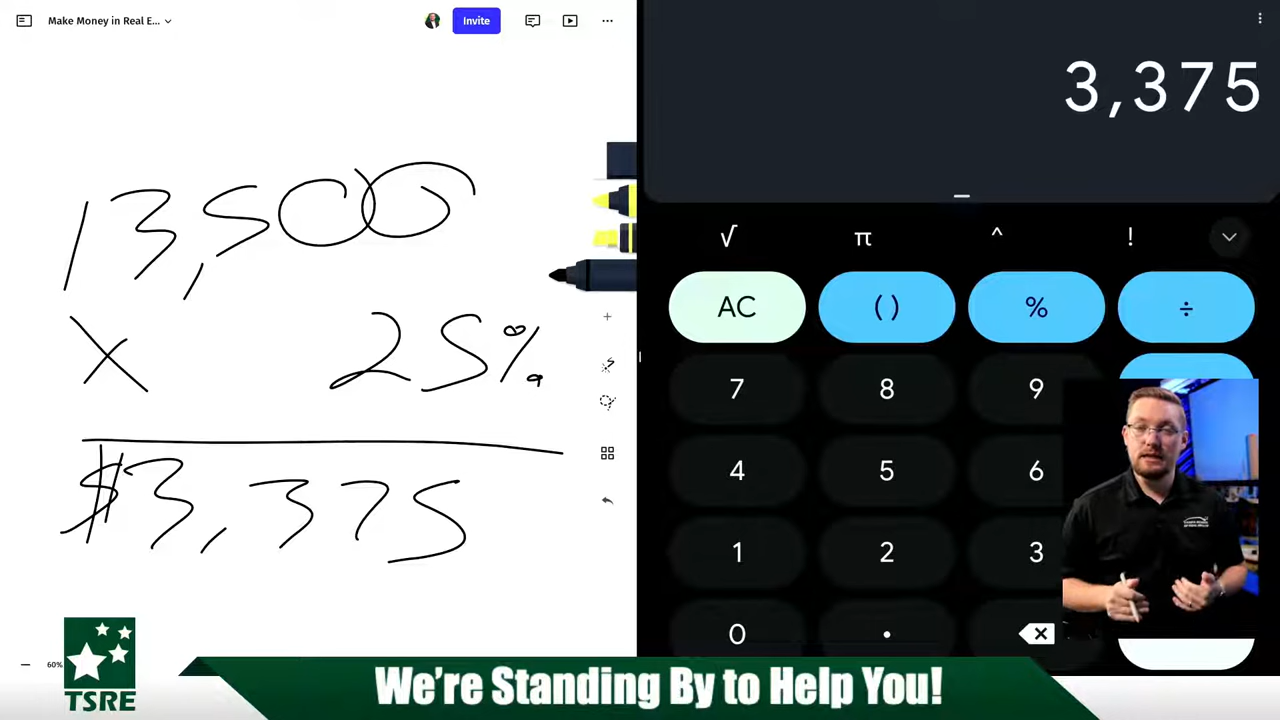 Make Money in Real E...
Invite
13,500
X 25%
$3,375
60%
TSRE
3,375
√ π ^ !
AC ( ) % ÷
7 8 9
4 5 6
1 2 3
0 .
We're Standing By to Help You!